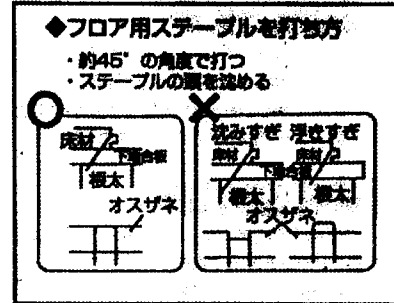 ◆フロア用ステープルを打ち方
・約45°の角度で打つ
・ステープルの頭を沈める
床材
下地合板
根太
オスザネ
沈みすぎ 浮きすぎ
床材 床材
下地合板
根太 根太
オスザネ